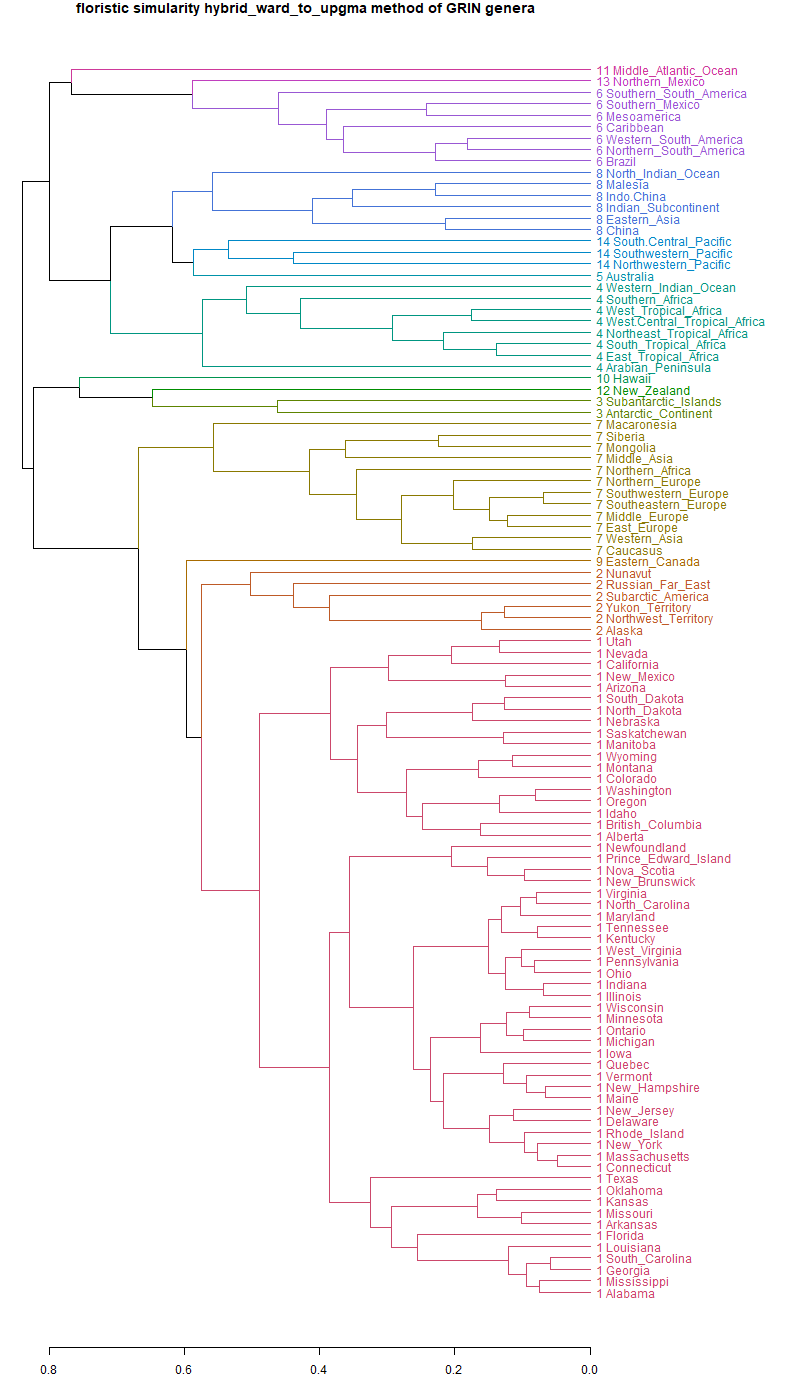 floristic simularity hybrid_ward_to_upgma method of GRIN genera
11 Middle_Atlantic_Ocean
13 Northern_Mexico
6 Southern_South_America
6 Southern_Mexico
6 Mesoamerica
6 Caribbean
6 Western_South_America
6 Northern_South_America
6 Brazil
8 North_Indian_Ocean
8 Malesia
8 Indo.China
8 Indian_Subcontinent
8 Eastern_Asia
8 China
14 South.Central_Pacific
14 Southwestern_Pacific
14 Northwestern_Pacific
5 Australia
4 Western_Indian_Ocean
4 Southern_Africa
4 West_Tropical_Africa
4 West.Central_Tropical_Africa
4 Northeast_Tropical_Africa
4 South_Tropical_Africa
4 East_Tropical_Africa
4 Arabian_Peninsula
10 Hawaii
12 New_Zealand
3 Subantarctic_Islands
3 Antarctic_Continent
7 Macaronesia
7 Siberia
7 Mongolia
7 Middle_Asia
7 Northern_Africa
7 Northern_Europe
7 Southwestern_Europe
7 Southeastern_Europe
7 Middle_Europe
7 East_Europe
7 Western_Asia
7 Caucasus
9 Eastern_Canada
2 Nunavut
2 Russian_Far_East
2 Subarctic_America
2 Yukon_Territory
2 Northwest_Territory
2 Alaska
1 Utah
1 Nevada
1 California
1 New_Mexico
1 Arizona
1 South_Dakota
1 North_Dakota
1 Nebraska
1 Saskatchewan
1 Manitoba
1 Wyoming
1 Montana
1 Colorado
1 Washington
1 Oregon
1 Idaho
1 British_Columbia
1 Alberta
1 Newfoundland
1 Prince_Edward_Island
1 Nova_Scotia
1 New_Brunswick
1 Virginia
1 North_Carolina
1 Maryland
1 Tennessee
1 Kentucky
1 West_Virginia
1 Pennsylvania
1 Ohio
1 Indiana
1 Illinois
1 Wisconsin
1 Minnesota
1 Ontario
1 Michigan
1 Iowa
1 Quebec
1 Vermont
1 New_Hampshire
1 Maine
1 New_Jersey
1 Delaware
1 Rhode_Island
1 New_York
1 Massachusetts
1 Connecticut
1 Texas
1 Oklahoma
1 Kansas
1 Missouri
1 Arkansas
1 Florida
1 Louisiana
1 South_Carolina
1 Georgia
1 Mississippi
1 Alabama
0.8 0.6 0.4 0.2 0.0